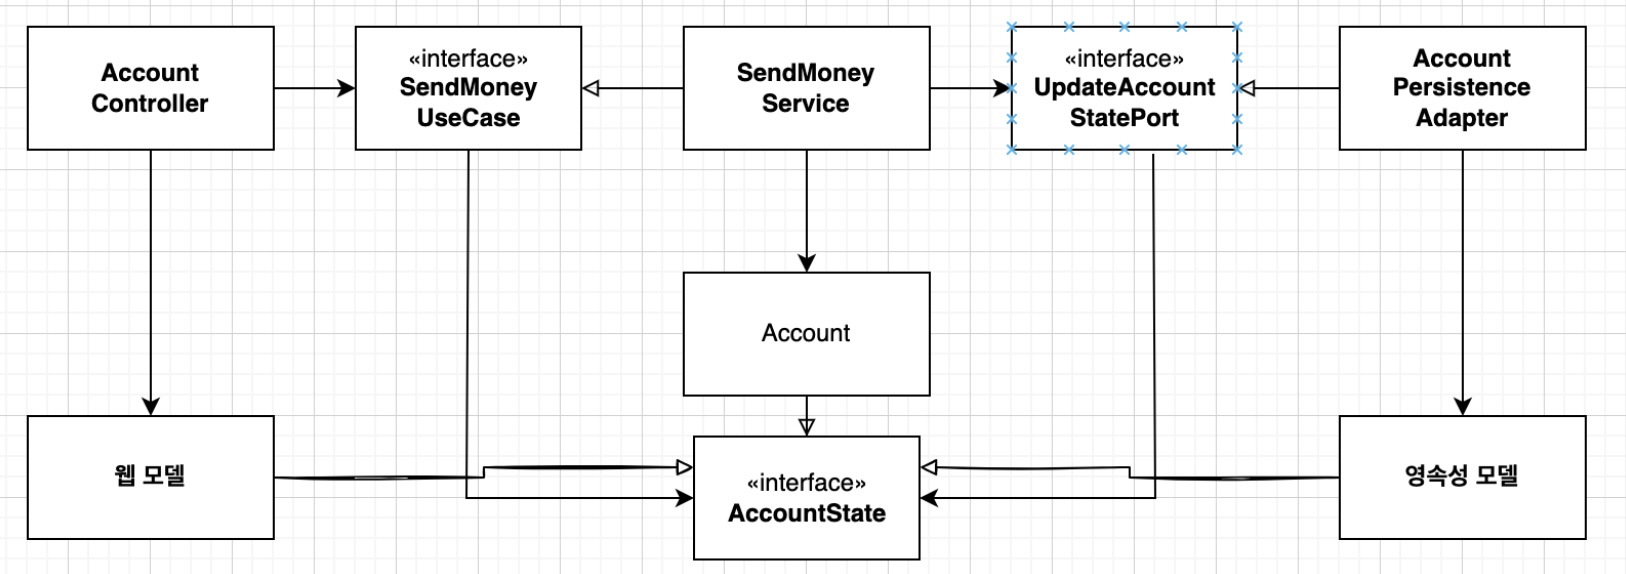 Account
Controller
«interface»
SendMoney
UseCase
SendMoney
Service
«interface»
UpdateAccount
StatePort
Account
Persistence
Adapter
Account
웹 모델
«interface»
AccountState
영속성 모델